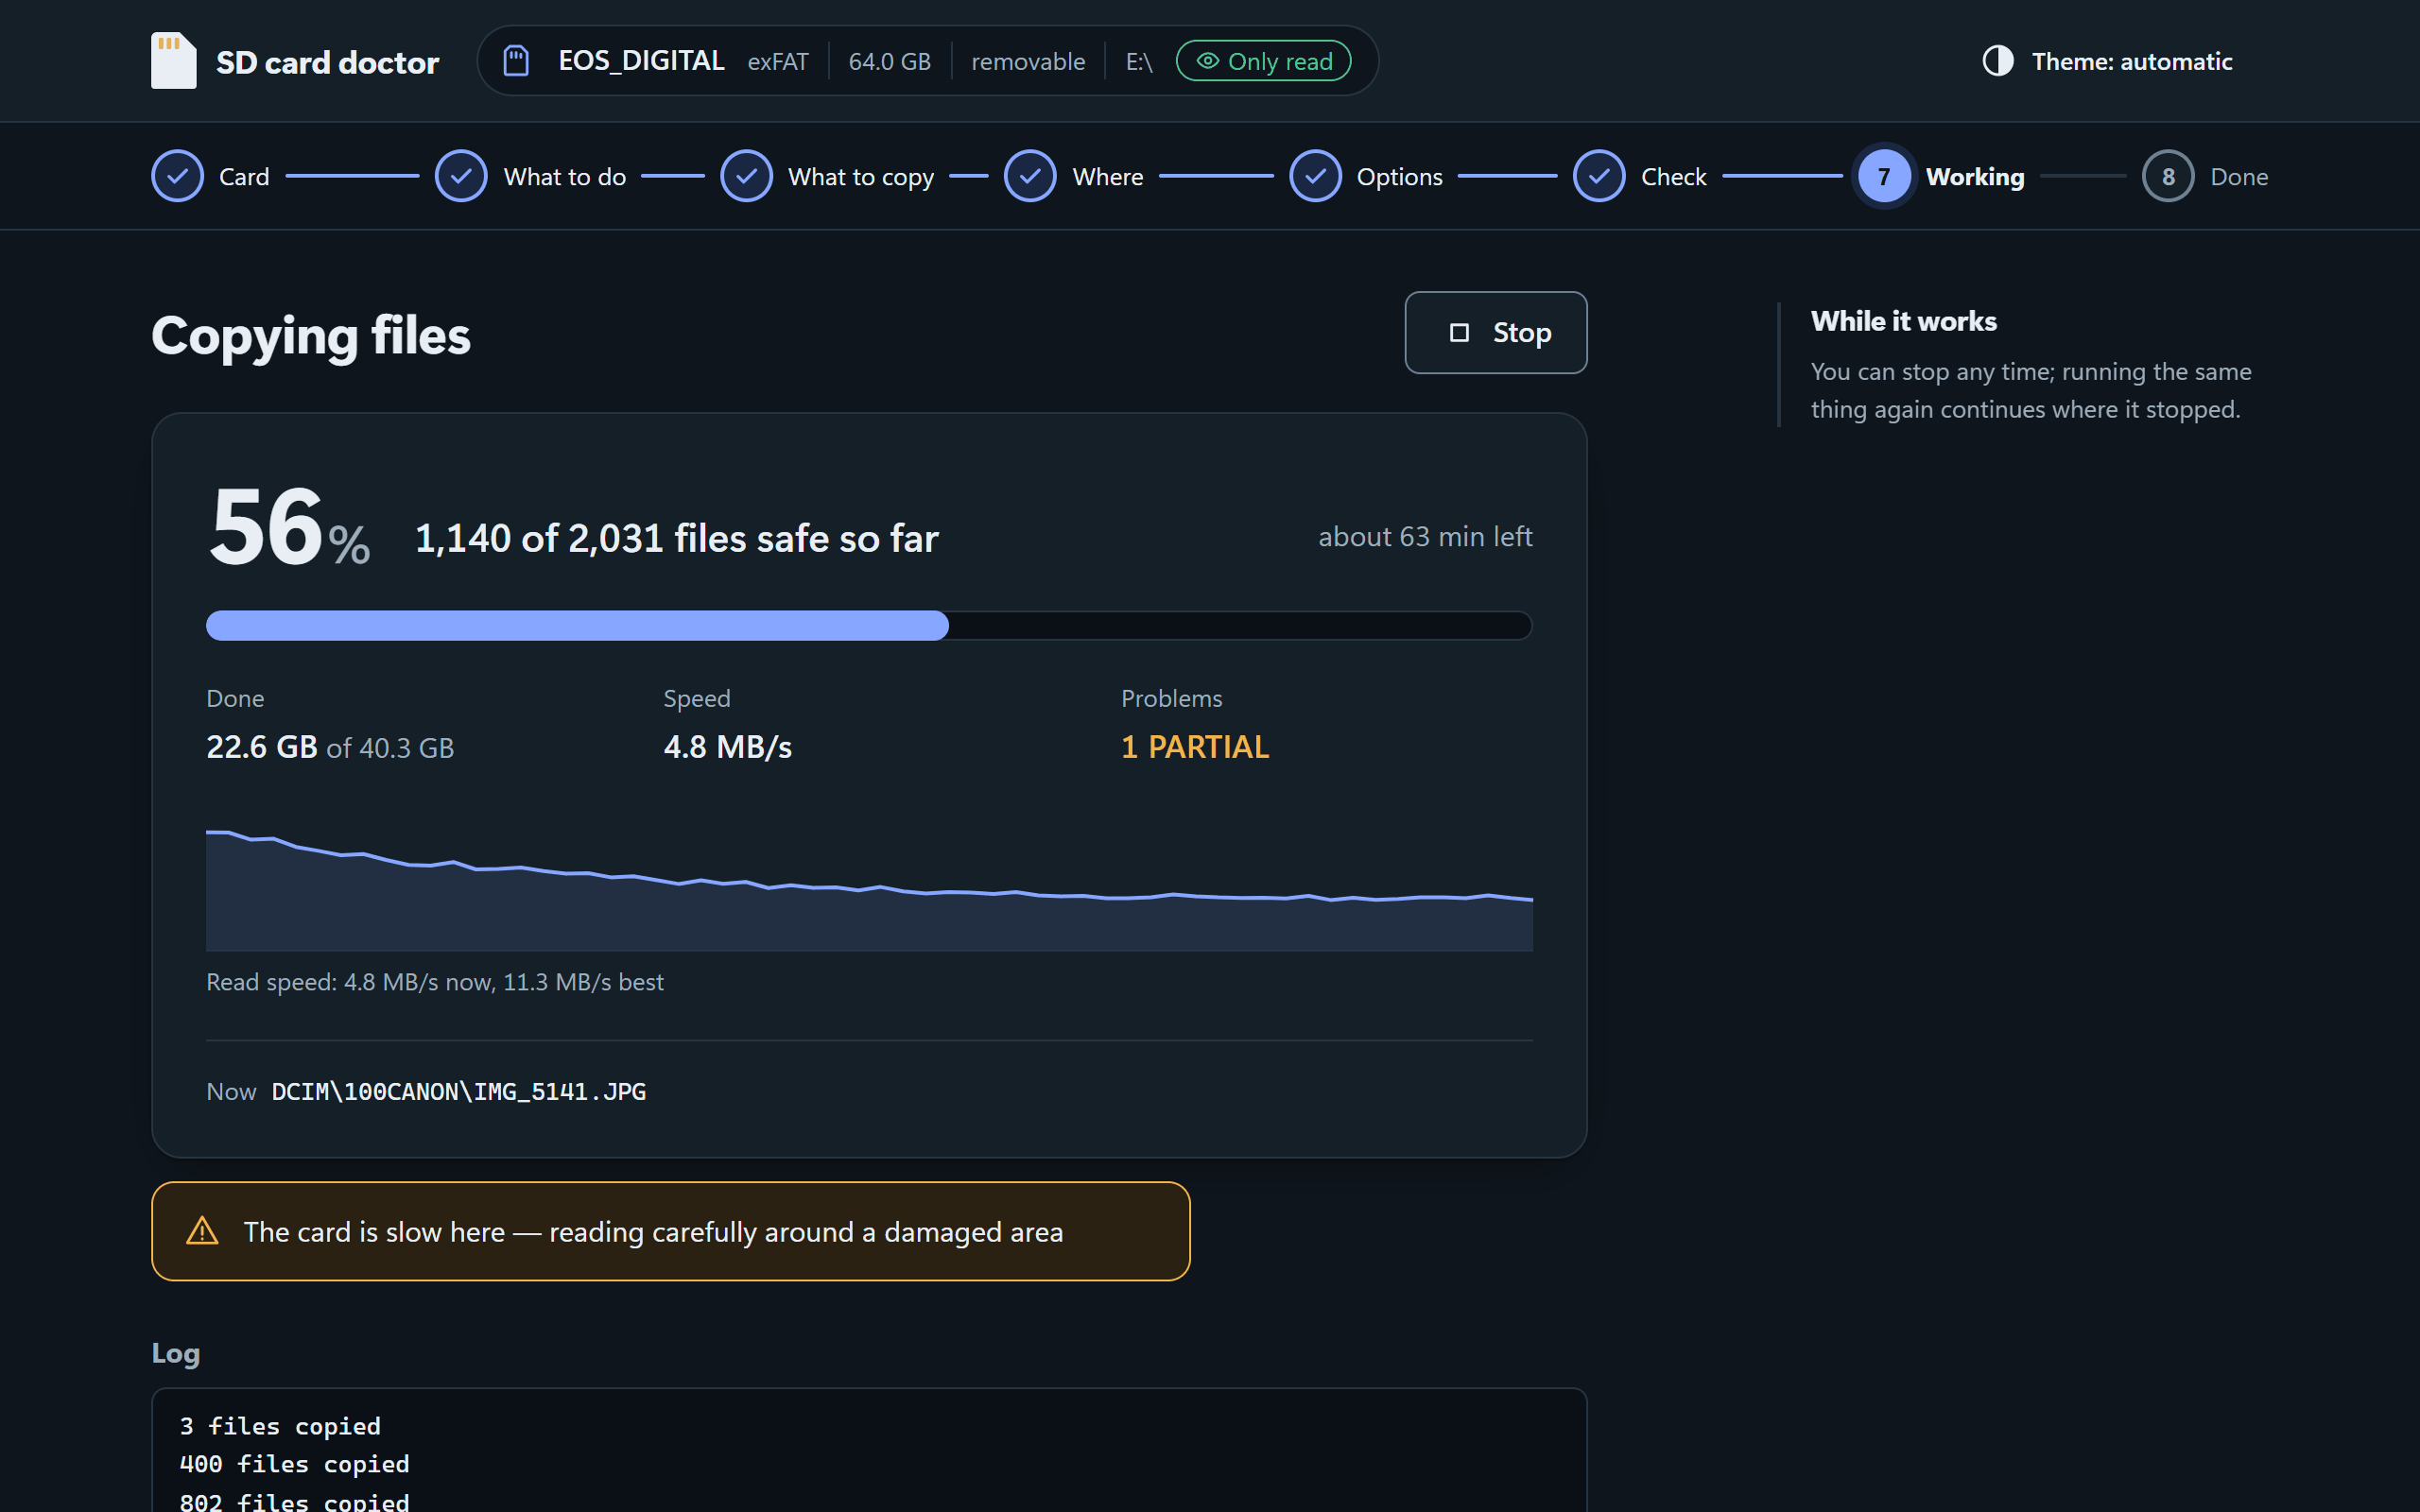 SD card doctor
EOS_DIGITAL exFAT 64.0 GB removable E:\ Only read
Theme: automatic
Card What to do What to copy Where Options Check 7 Working 8 Done
Copying files
Stop
While it works
You can stop any time; running the same
thing again continues where it stopped.
56% 1,140 of 2,031 files safe so far about 63 min left
Done Speed Problems
22.6 GB of 40.3 GB 4.8 MB/s 1 PARTIAL
Read speed: 4.8 MB/s now, 11.3 MB/s best
Now DCIM\100CANON\IMG_5141.JPG
The card is slow here — reading carefully around a damaged area
Log
3 files copied
400 files copied
802 files copied